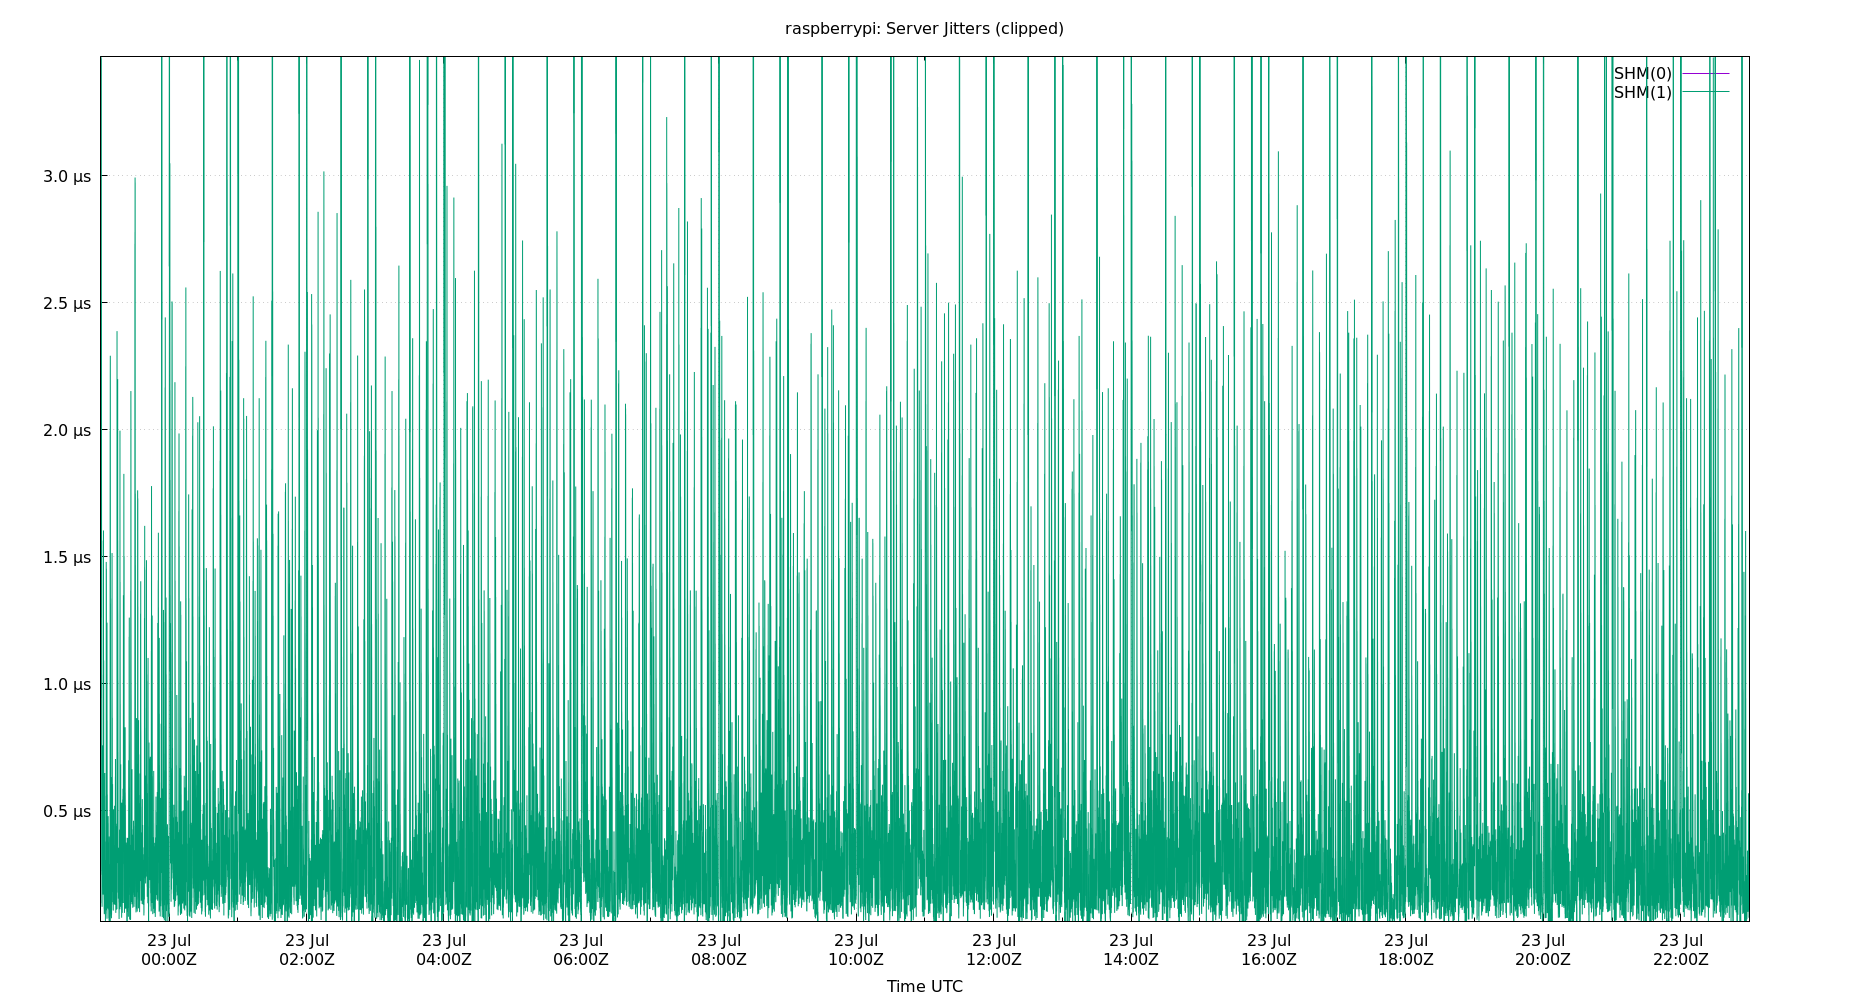 raspberrypi: Server Jitters (clipped)
SHM(0)
SHM(1)
3.0 μs
2.5 μs
2.0 μs
1.5 μs
1.0 μs
0.5 μs
23 Jul 23 Jul 23 Jul 23 Jul 23 Jul 23 Jul 23 Jul 23 Jul 23 Jul 23 Jul 23 Jul 23 Jul
00:00Z 02:00Z 04:00Z 06:00Z 08:00Z 10:00Z 12:00Z 14:00Z 16:00Z 18:00Z 20:00Z 22:00Z
Time UTC